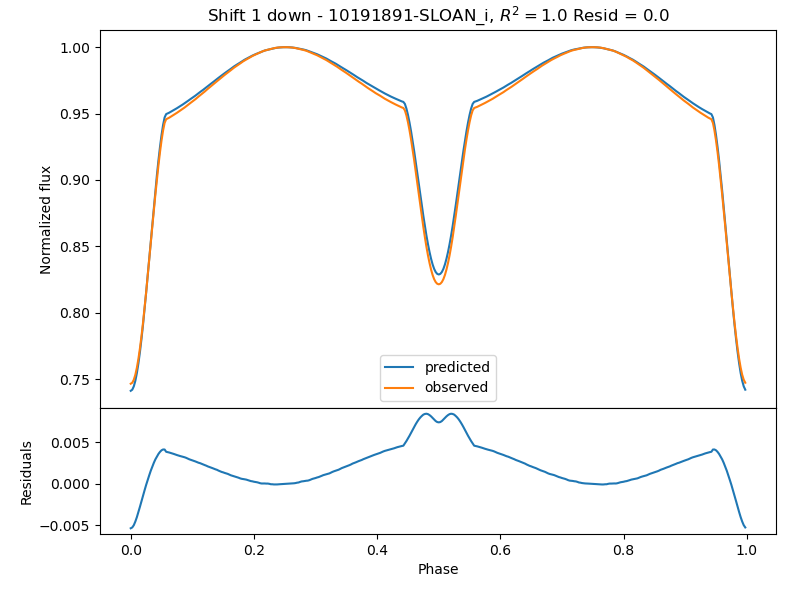 Shift 1 down - 10191891-SLOAN_i, $R^2 = 1.0$ Resid = 0.0
1.00
0.95
0.90
0.85
0.80
0.75
Normalized flux
predicted
observed
0.005
0.000
−0.005
Residuals
0.0 0.2 0.4 0.6 0.8 1.0
Phase